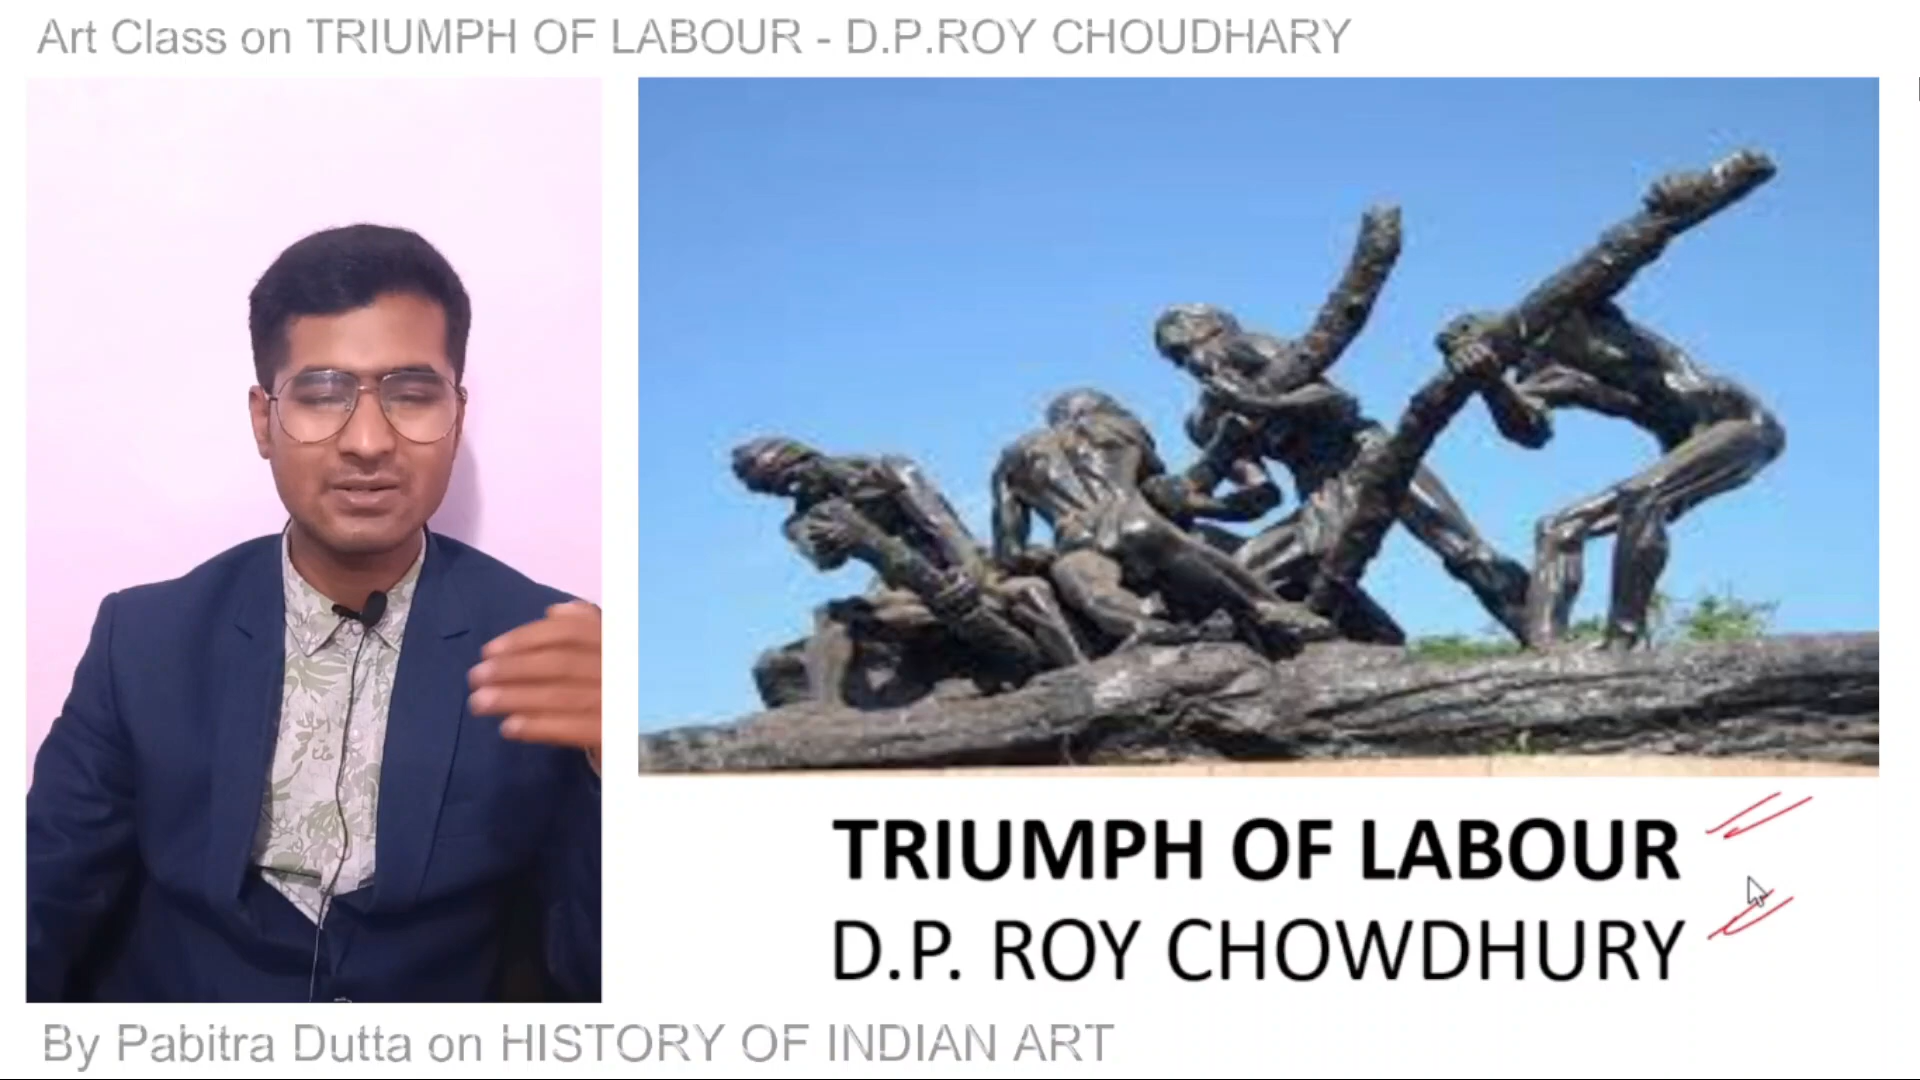 Art Class on TRIUMPH OF LABOUR - D.P.ROY CHOUDHARY
TRIUMPH OF LABOUR
D.P. ROY CHOWDHURY
By Pabitra Dutta on HISTORY OF INDIAN ART